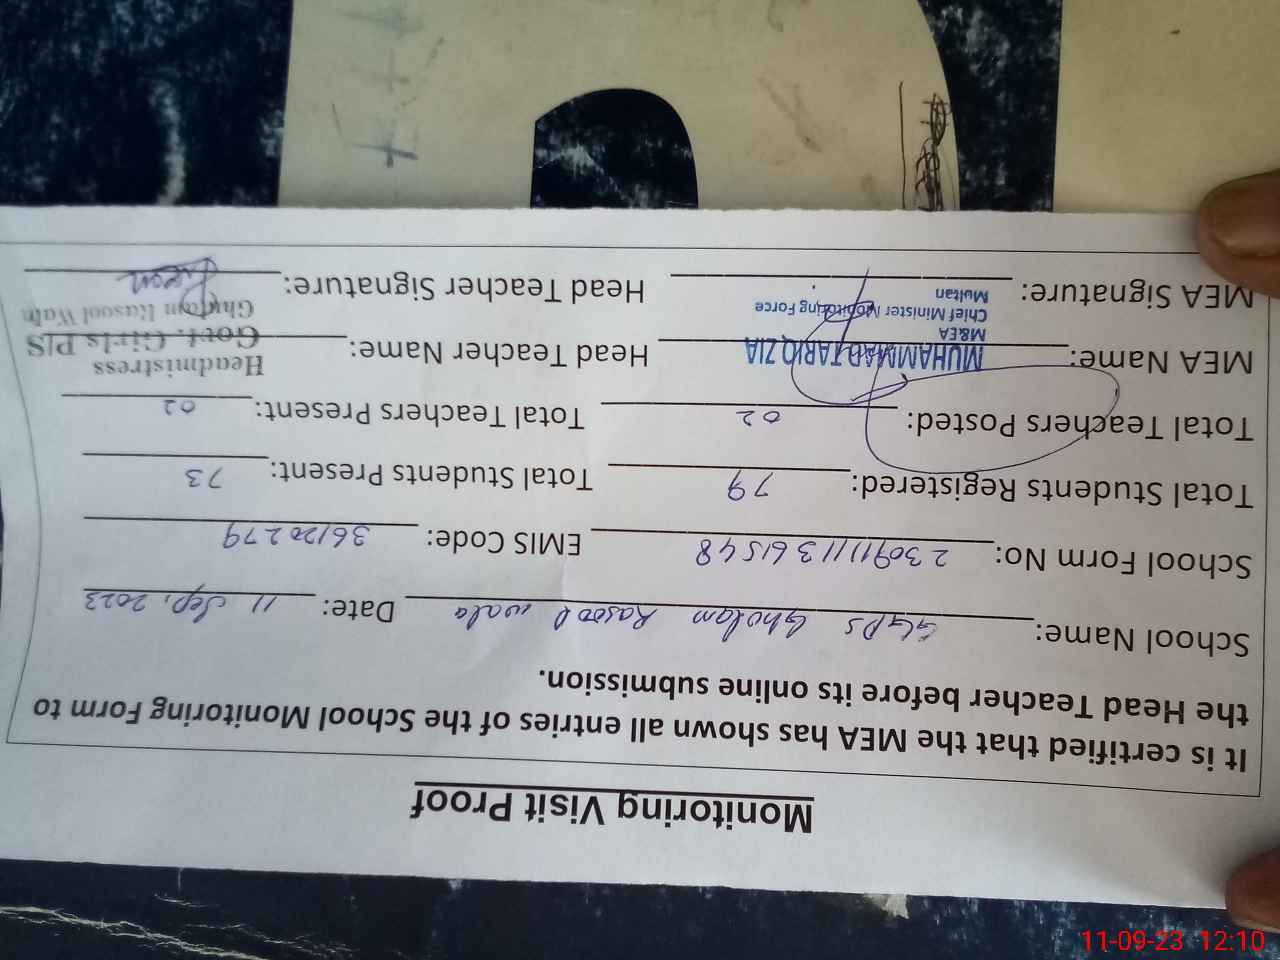 Monitoring Visit Proof
It is certified that the MEA has shown all entries of the School Monitoring Form to
the Head Teacher before its online submission.
School Name: GGPS Gholam Rasool wala Date: 11 Sep, 2023
School Form No: 2309111113 61548 EMIS Code: 36120279
Total Students Registered: 79 Total Students Present: 73
Total Teachers Posted: 02 Total Teachers Present: 02
MEA Name: MUHAMMAD TARIQ ZIA Head Teacher Name: Headmistress
M&EA Govt. Girls P/S
Chief Minister Monitoring Force Ghulam Rasool Wala
Multan
MEA Signature: Head Teacher Signature:
11-09-23 12:10